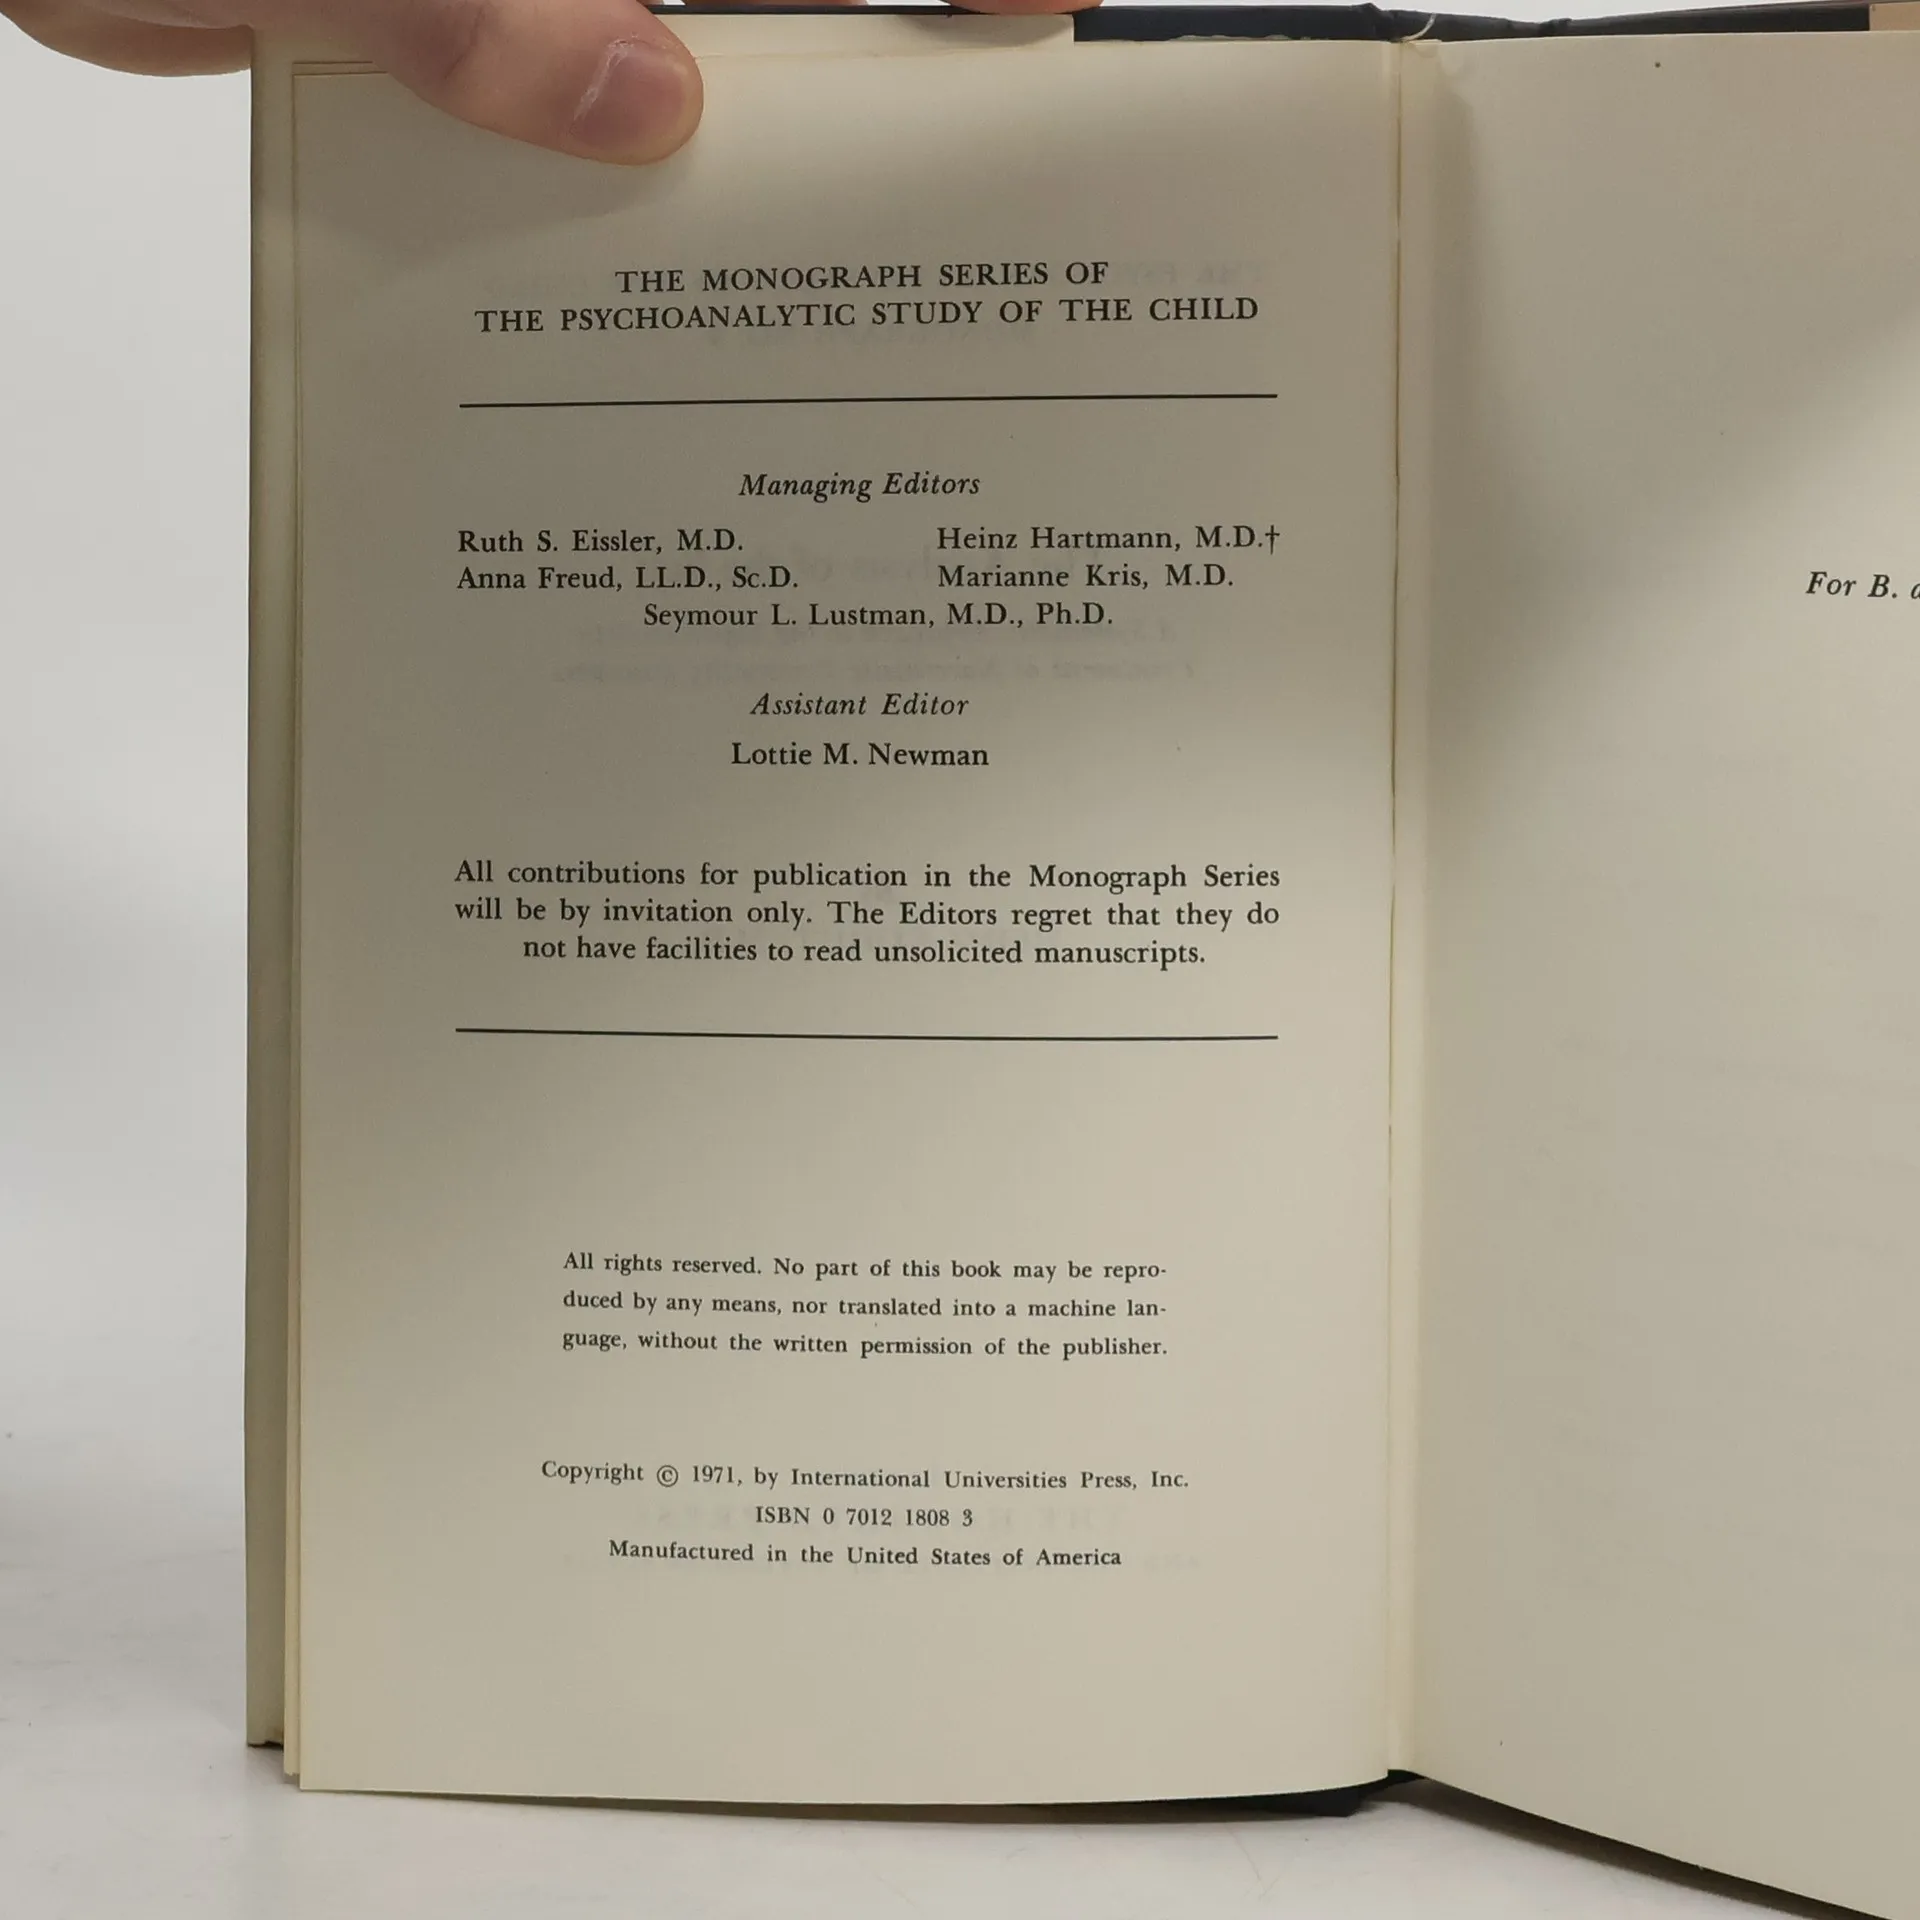 THE MONOGRAPH SERIES OF
THE PSYCHOANALYTIC STUDY OF THE CHILD
Managing Editors
Ruth S. Eissler, M.D. Heinz Hartmann, M.D.†
Anna Freud, LL.D., Sc.D. Marianne Kris, M.D.
Seymour L. Lustman, M.D., Ph.D.
Assistant Editor
Lottie M. Newman
All contributions for publication in the Monograph Series
will be by invitation only. The Editors regret that they do
not have facilities to read unsolicited manuscripts.
All rights reserved. No part of this book may be repro-
duced by any means, nor translated into a machine lan-
guage, without the written permission of the publisher.
Copyright © 1971, by International Universities Press, Inc.
ISBN 0 7012 1808 3
Manufactured in the United States of America
For B.